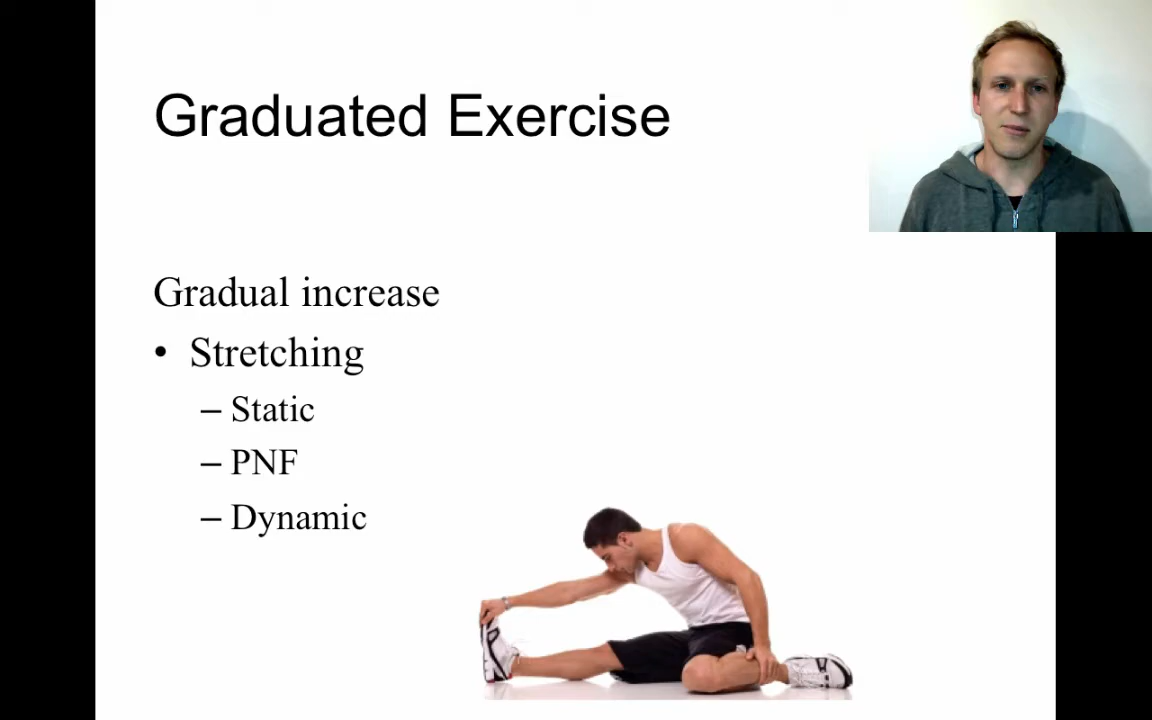 Graduated Exercise
Gradual increase
• Stretching
– Static
– PNF
– Dynamic